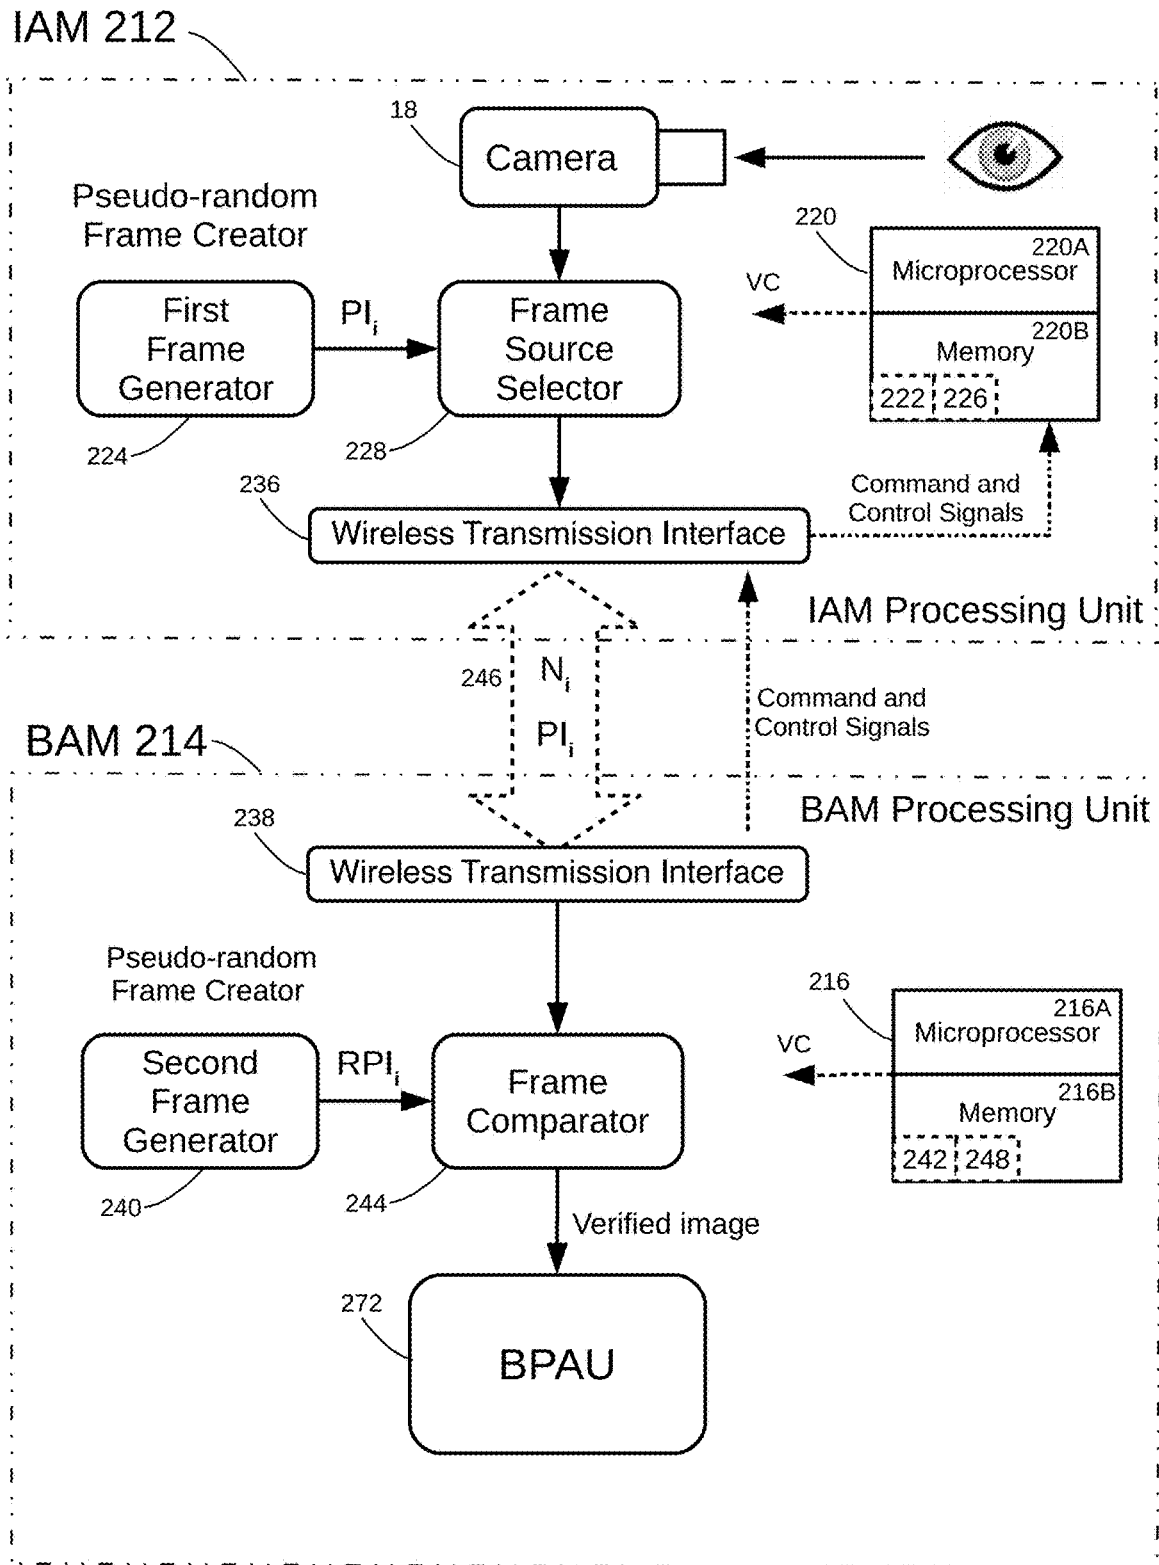 IAM 212
18
Camera
Pseudo-random
Frame Creator
220
220A
Microprocessor
VC
220B
Memory
222 226
First
Frame
Generator
PIi
Frame
Source
Selector
224
228
236
Command and
Control Signals
Wireless Transmission Interface
IAM Processing Unit
246
Ni
PIi
Command and
Control Signals
BAM 214
BAM Processing Unit
238
Wireless Transmission Interface
Pseudo-random
Frame Creator
216
216A
Microprocessor
VC
216B
Memory
242 248
Second
Frame
Generator
RPIi
Frame
Comparator
240
244
Verified image
272
BPAU